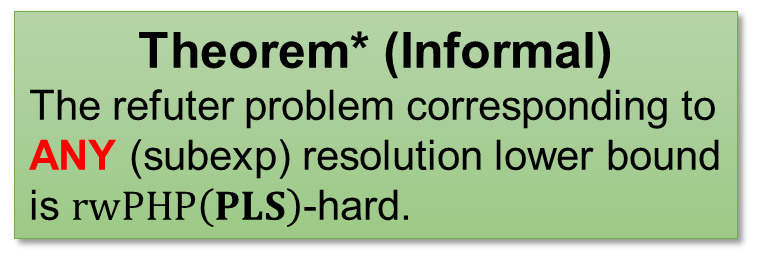 Theorem* (Informal)
The refuter problem corresponding to
ANY (subexp) resolution lower bound
is rwPHP(PLS)-hard.